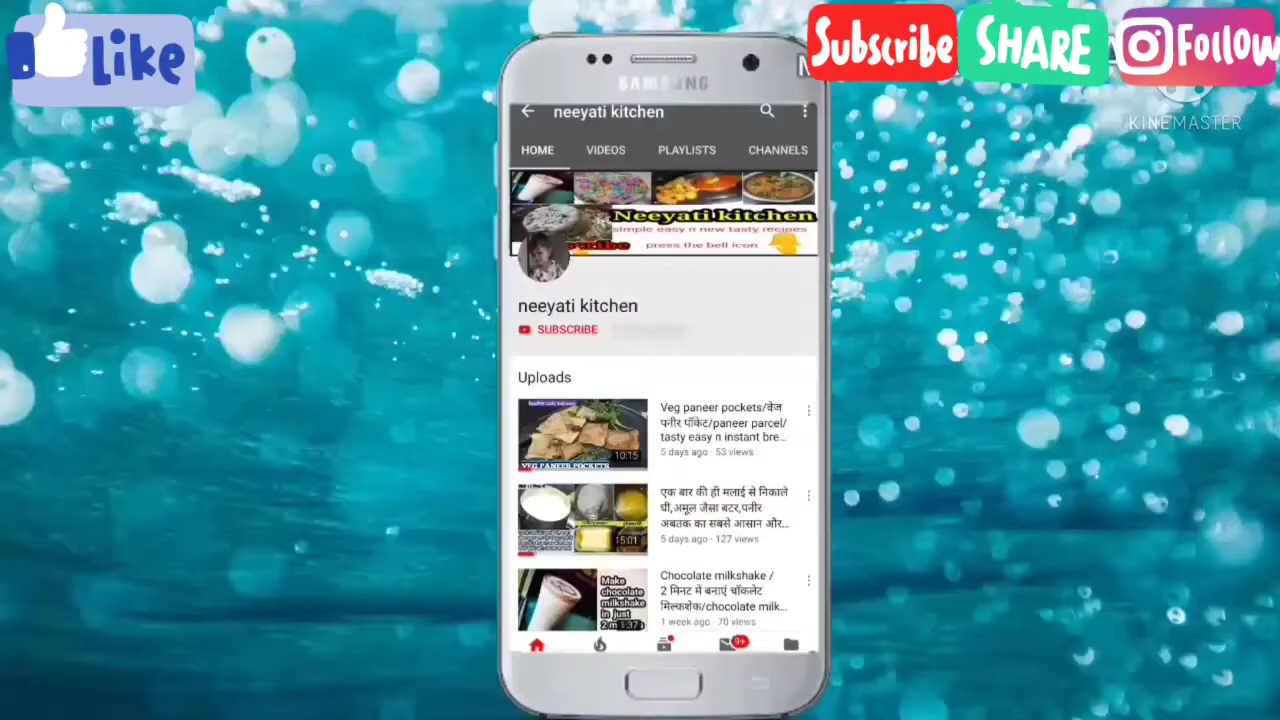 Like
Subscribe
SHARE
Follow
KINEMASTER
SAMSUNG
neeyati kitchen
HOME
VIDEOS
PLAYLISTS
CHANNELS
Neeyati kitchen
simple easy n new tasty recipes
press the bell icon
neeyati kitchen
SUBSCRIBE
Uploads
10:15
VEG PANEER POCKETS
Veg paneer pockets/वेज
पनीर पॉकेट/paneer parcel/
tasty easy n instant bre...
5 days ago · 53 views
15:01
एक बार की ही मलाई से निकाले
घी,अमूल जैसा बटर,पनीर
अबतक का सबसे आसान और...
5 days ago · 127 views
Make
chocolate
milkshake
in just
2 m
1:37
Chocolate milkshake /
2 मिनट में बनाएं चॉकलेट
मिल्कशेक/chocolate milk...
1 week ago · 70 views
9+